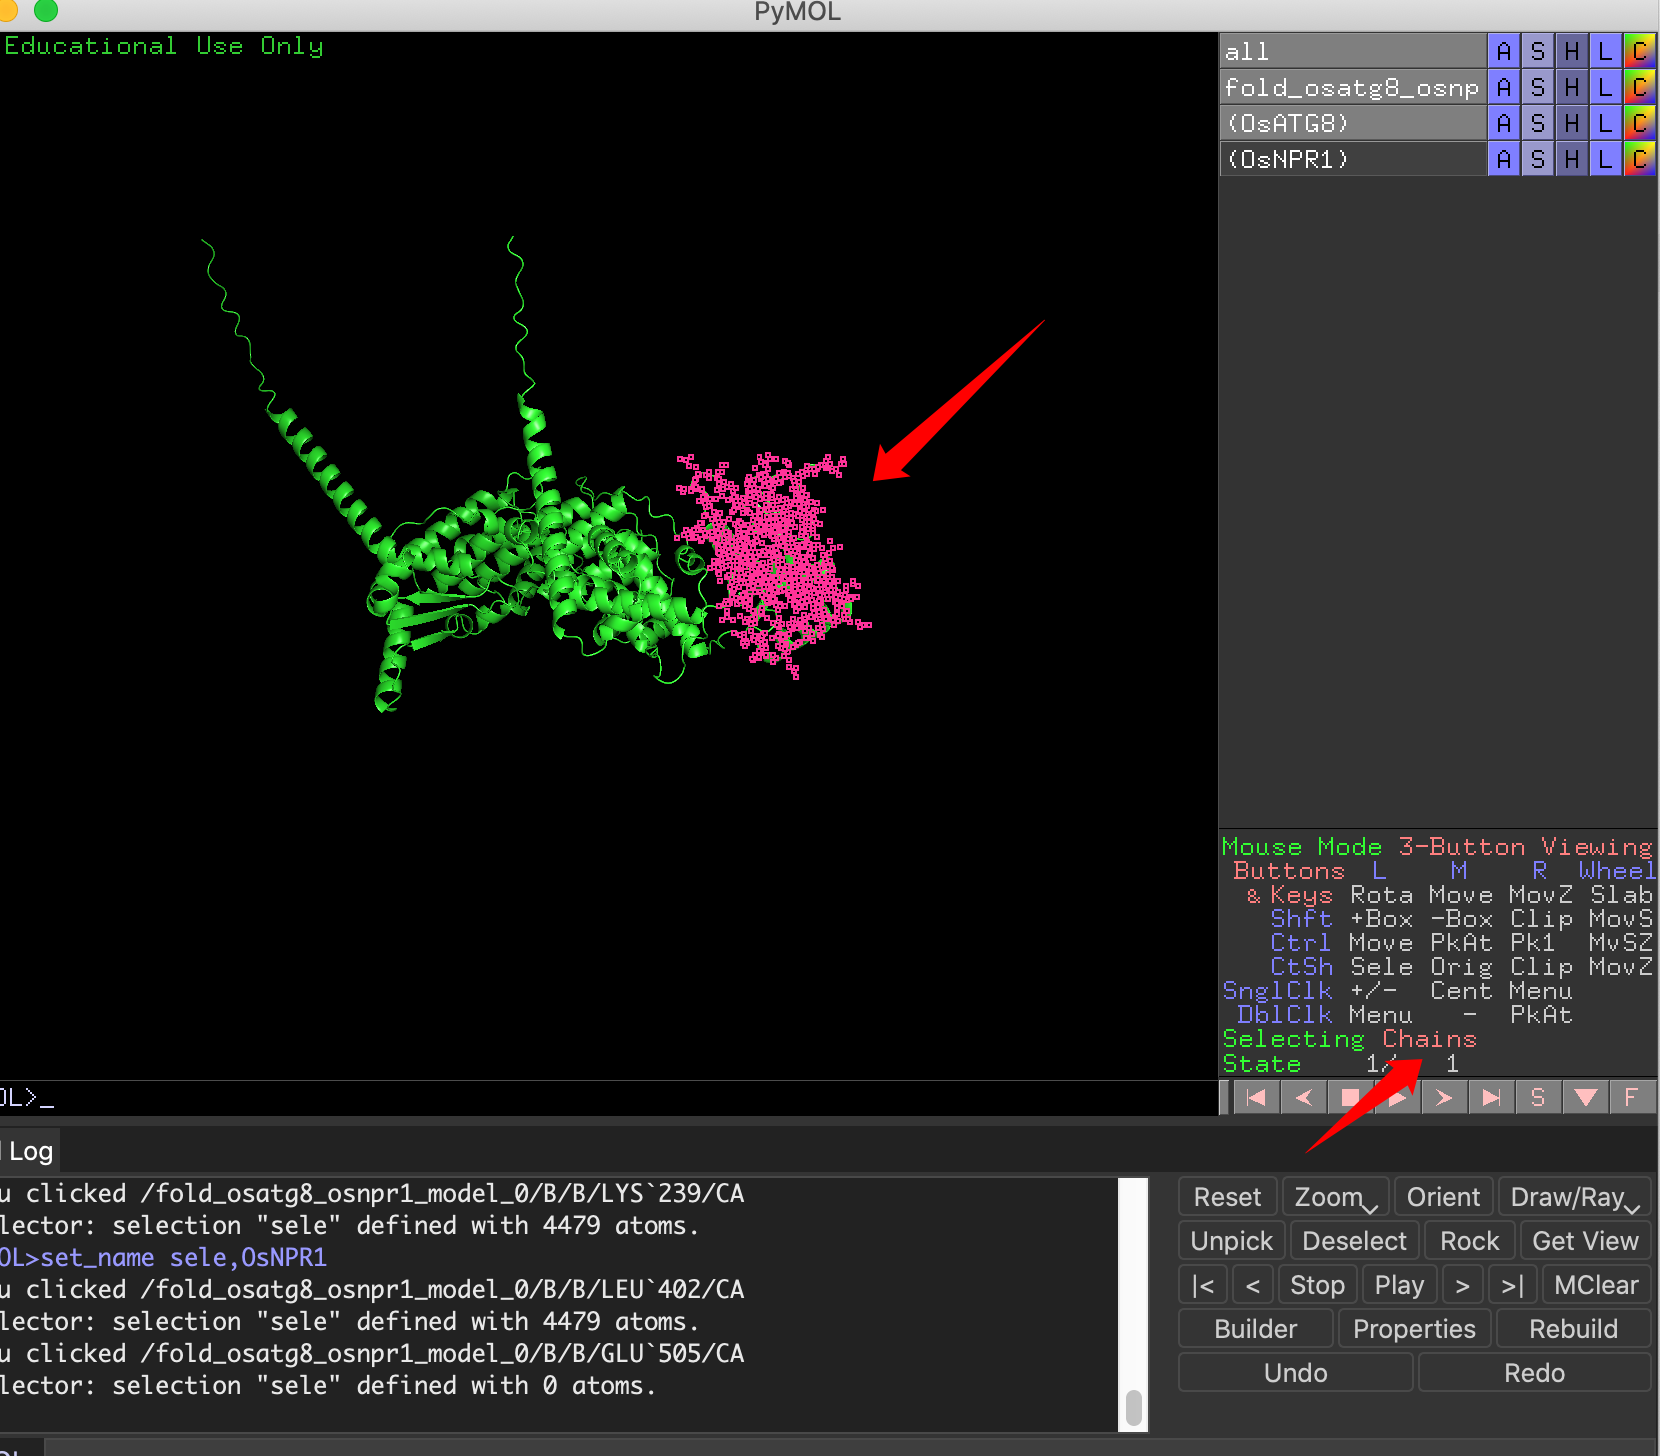 PyMOL
Educational Use Only
all A S H L C
fold_osatg8_osnp A S H L C
(OsATG8) A S H L C
(OsNPR1) A S H L C
Mouse Mode 3-Button Viewing
Buttons L M R Wheel
& Keys Rota Move MovZ Slab
Shft +Box -Box Clip MovS
Ctrl Move PkAt Pk1 MvSZ
CtSh Sele Orig Clip MovZ
SnglClk +/- Cent Menu
DblClk Menu - PkAt
Selecting Chains
State 1/ 1
OL>_
S F
Log
u clicked /fold_osatg8_osnpr1_model_0/B/B/LYS`239/CA
lector: selection "sele" defined with 4479 atoms.
OL>set_name sele,OsNPR1
u clicked /fold_osatg8_osnpr1_model_0/B/B/LEU`402/CA
lector: selection "sele" defined with 4479 atoms.
u clicked /fold_osatg8_osnpr1_model_0/B/B/GLU`505/CA
lector: selection "sele" defined with 0 atoms.
Reset Zoom Orient Draw/Ray
Unpick Deselect Rock Get View
|< < Stop Play > >| MClear
Builder Properties Rebuild
Undo Redo